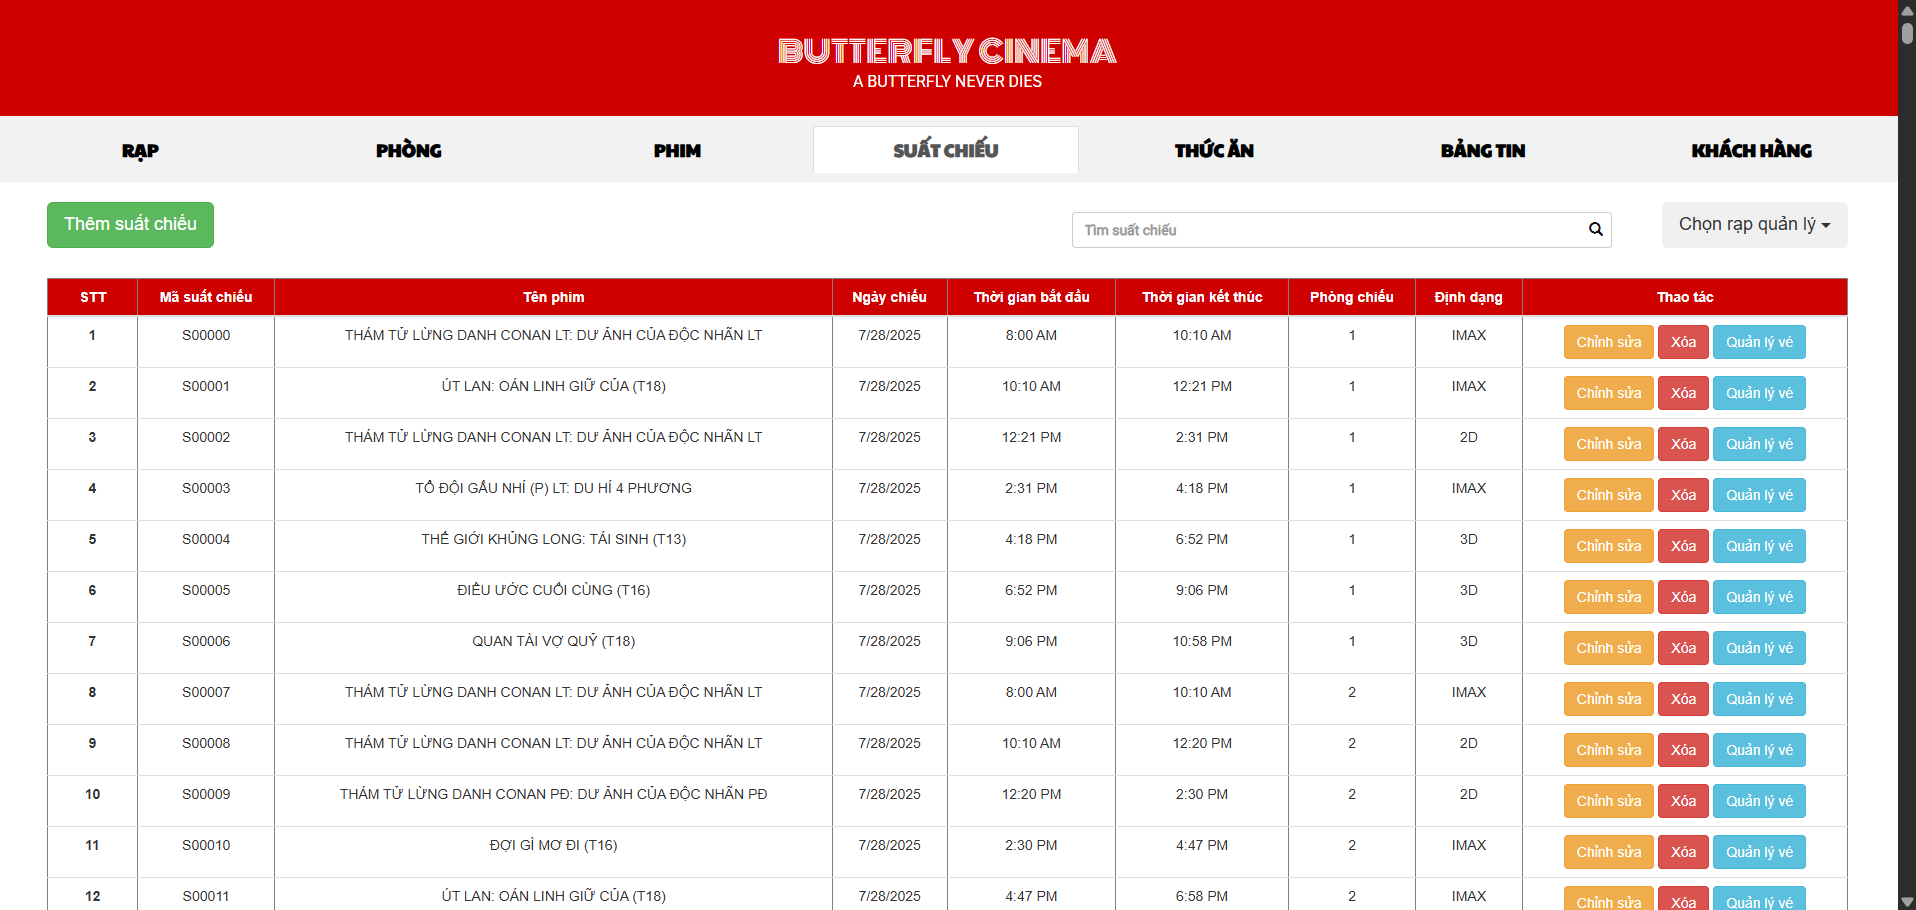 BUTTERFLY CINEMA
A BUTTERFLY NEVER DIES
RẠP PHÒNG PHIM SUẤT CHIẾU THỨC ĂN BẢNG TIN KHÁCH HÀNG
Thêm suất chiếu Tìm suất chiếu Chọn rạp quản lý
STT Mã suất chiếu Tên phim Ngày chiếu Thời gian bắt đầu Thời gian kết thúc Phòng chiếu Định dạng Thao tác
1 S00000 THÁM TỬ LỪNG DANH CONAN LT: DƯ ẢNH CỦA ĐỘC NHÃN LT 7/28/2025 8:00 AM 10:10 AM 1 IMAX Chỉnh sửa Xóa Quản lý vé
2 S00001 ÚT LAN: OÁN LINH GIỮ CỦA (T18) 7/28/2025 10:10 AM 12:21 PM 1 IMAX Chỉnh sửa Xóa Quản lý vé
3 S00002 THÁM TỬ LỪNG DANH CONAN LT: DƯ ẢNH CỦA ĐỘC NHÃN LT 7/28/2025 12:21 PM 2:31 PM 1 2D Chỉnh sửa Xóa Quản lý vé
4 S00003 TỔ ĐỘI GẤU NHÍ (P) LT: DU HÍ 4 PHƯƠNG 7/28/2025 2:31 PM 4:18 PM 1 IMAX Chỉnh sửa Xóa Quản lý vé
5 S00004 THẾ GIỚI KHỦNG LONG: TÁI SINH (T13) 7/28/2025 4:18 PM 6:52 PM 1 3D Chỉnh sửa Xóa Quản lý vé
6 S00005 ĐIỀU ƯỚC CUỐI CÙNG (T16) 7/28/2025 6:52 PM 9:06 PM 1 3D Chỉnh sửa Xóa Quản lý vé
7 S00006 QUAN TÀI VỢ QUỶ (T18) 7/28/2025 9:06 PM 10:58 PM 1 3D Chỉnh sửa Xóa Quản lý vé
8 S00007 THÁM TỬ LỪNG DANH CONAN LT: DƯ ẢNH CỦA ĐỘC NHÃN LT 7/28/2025 8:00 AM 10:10 AM 2 IMAX Chỉnh sửa Xóa Quản lý vé
9 S00008 THÁM TỬ LỪNG DANH CONAN LT: DƯ ẢNH CỦA ĐỘC NHÃN LT 7/28/2025 10:10 AM 12:20 PM 2 2D Chỉnh sửa Xóa Quản lý vé
10 S00009 THÁM TỬ LỪNG DANH CONAN PĐ: DƯ ẢNH CỦA ĐỘC NHÃN PĐ 7/28/2025 12:20 PM 2:30 PM 2 2D Chỉnh sửa Xóa Quản lý vé
11 S00010 ĐỢI GÌ MƠ ĐI (T16) 7/28/2025 2:30 PM 4:47 PM 2 IMAX Chỉnh sửa Xóa Quản lý vé
12 S00011 ÚT LAN: OÁN LINH GIỮ CỦA (T18) 7/28/2025 4:47 PM 6:58 PM 2 IMAX Chỉnh sửa Xóa Quản lý vé